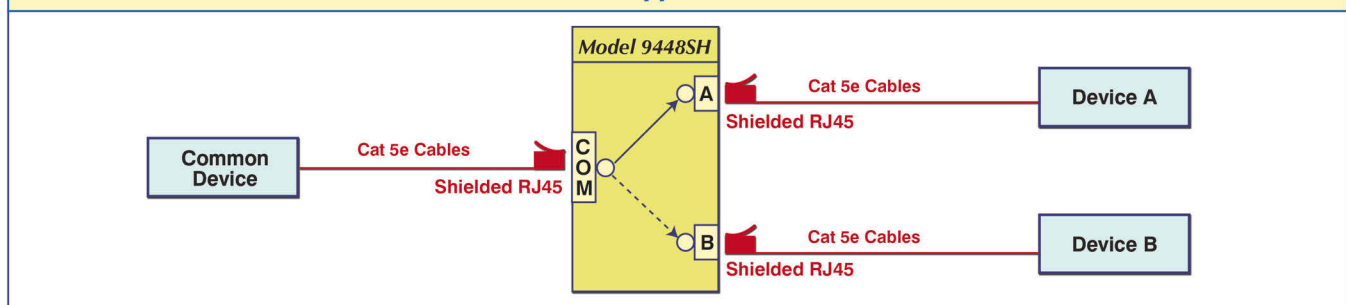 Model 9448SH
A
Cat 5e Cables
Device A
Shielded RJ45
Common
Device
Cat 5e Cables
COM
Shielded RJ45
B
Cat 5e Cables
Device B
Shielded RJ45